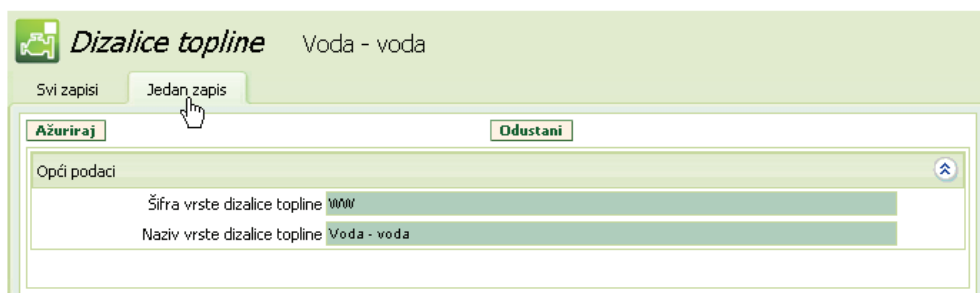 Dizalice topline Voda - voda
Svi zapisi Jedan zapis
Ažuriraj Odustani
Opći podaci
Šifra vrste dizalice topline WW
Naziv vrste dizalice topline Voda - voda